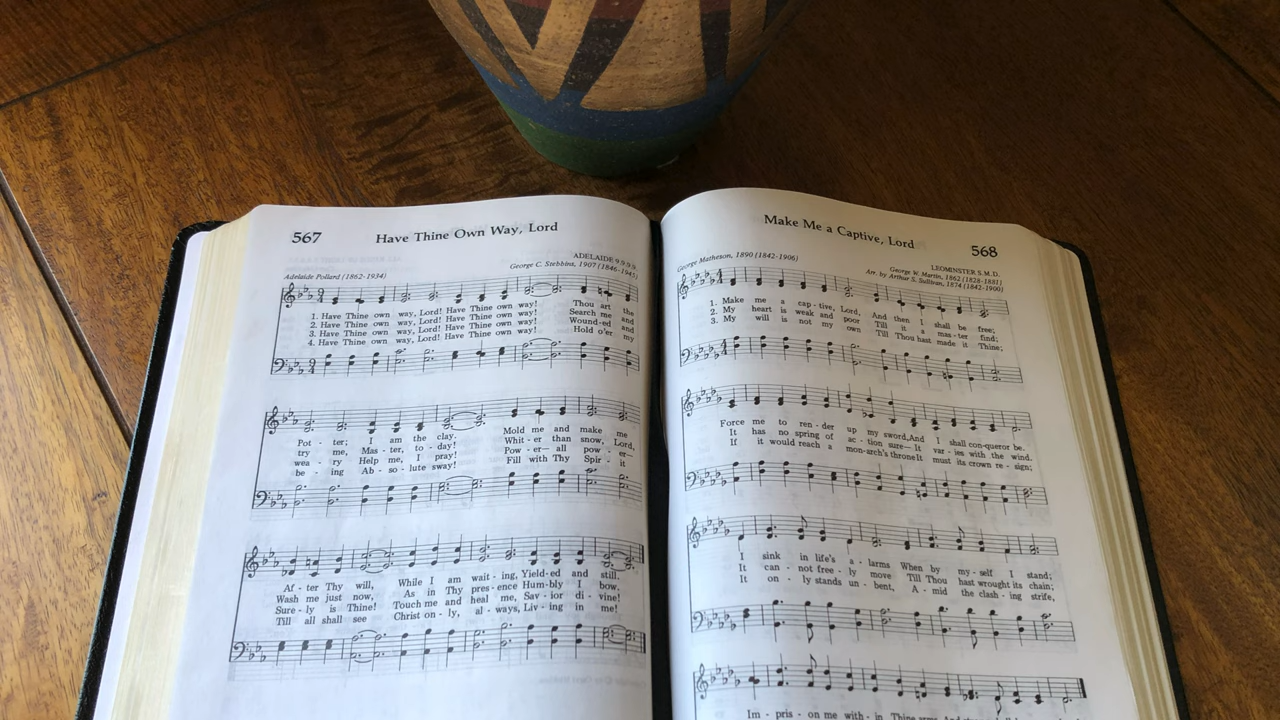 567
Have Thine Own Way, Lord
ADELAIDE 9.9.9.9.
Adelaide Pollard (1862-1934)
George C. Stebbins, 1907 (1846-1945)
1. Have Thine own way, Lord! Have Thine own way! Thou art the
2. Have Thine own way, Lord! Have Thine own way! Search me and
3. Have Thine own way, Lord! Have Thine own way! Wound-ed and
4. Have Thine own way, Lord! Have Thine own way! Hold o'er my
Pot - ter; I am the clay. Mold me and make me
try me, Mas - ter, to - day! Whit - er than snow, Lord,
wea - ry Help me, I pray! Pow - er— all pow - er—
be - ing Ab - so - lute sway! Fill with Thy Spir - it
Af - ter Thy will, While I am wait - ing, Yield-ed and still.
Wash me just now, As in Thy pres - ence Hum-bly I bow.
Sure - ly is Thine! Touch me and heal me, Sav - ior di - vine!
Till all shall see Christ on - ly, al - ways, Liv - ing in me!
Make Me a Captive, Lord
568
LEOMINSTER S.M.D.
George Matheson, 1890 (1842-1906)
George W. Martin, 1862 (1828-1881)
Arr. by Arthur S. Sullivan, 1874 (1842-1900)
1. Make me a cap - tive, Lord, And then I shall be free;
2. My heart is weak and poor Till it a mas - ter find;
3. My will is not my own Till Thou hast made it Thine;
Force me to ren - der up my sword, And I shall con-queror be.
It has no spring of ac - tion sure— It var - ies with the wind.
If it would reach a mon-arch's throne It must its crown re - sign;
I sink in life's a - larms When by my - self I stand;
It can - not free - ly move Till Thou hast wrought its chain;
It on - ly stands un - bent, A - mid the clash - ing strife,
Im - pris - on me with - in Thine arms, And